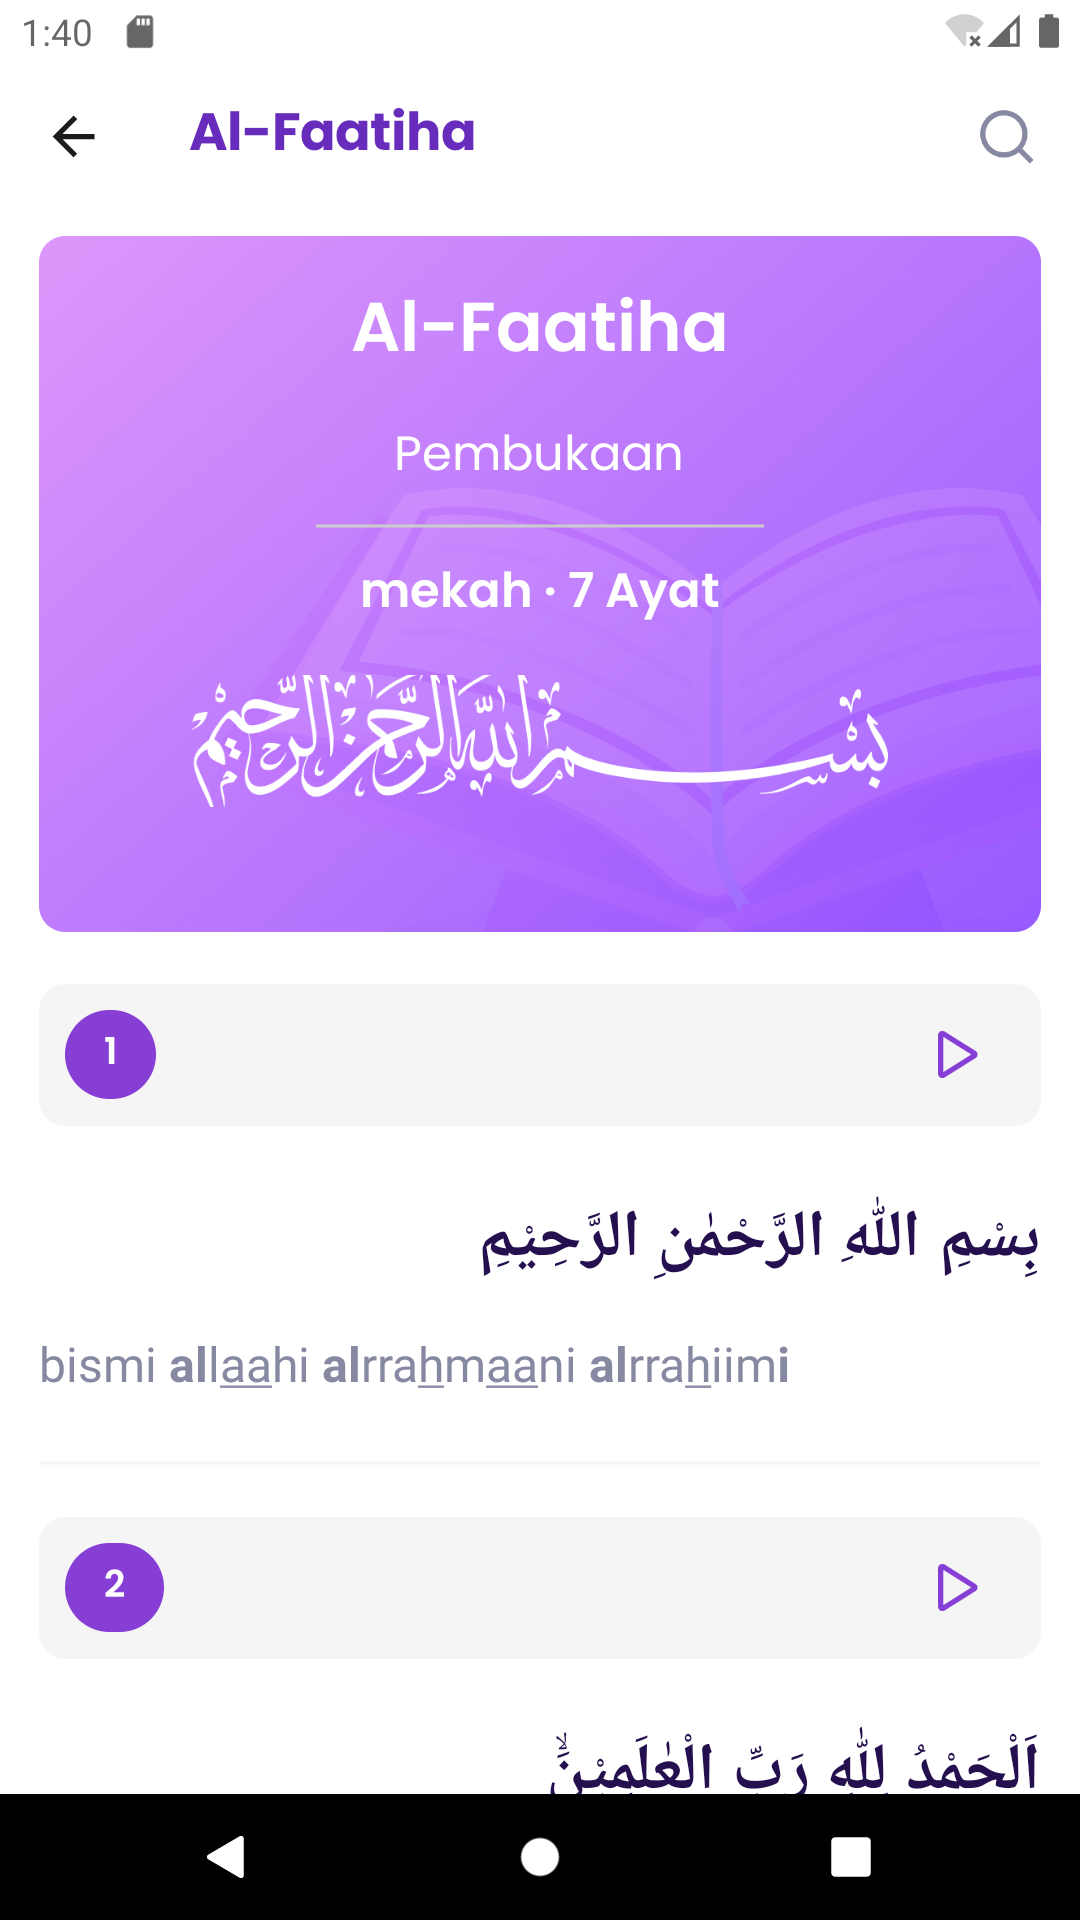 1:40
Al-Faatiha
Al-Faatiha
Pembukaan
mekah · 7 Ayat
بِسْمِ اللهِ الرَّحْمٰنِ الرَّحِيْمِ
1
بِسْمِ اللّٰهِ الرَّحْمٰنِ الرَّحِيْمِ
bismi allaahi alrrahmaani alrrahiimi
2
اَلْحَمْدُ لِلّٰهِ رَبِّ الْعٰلَمِيْنَۙ